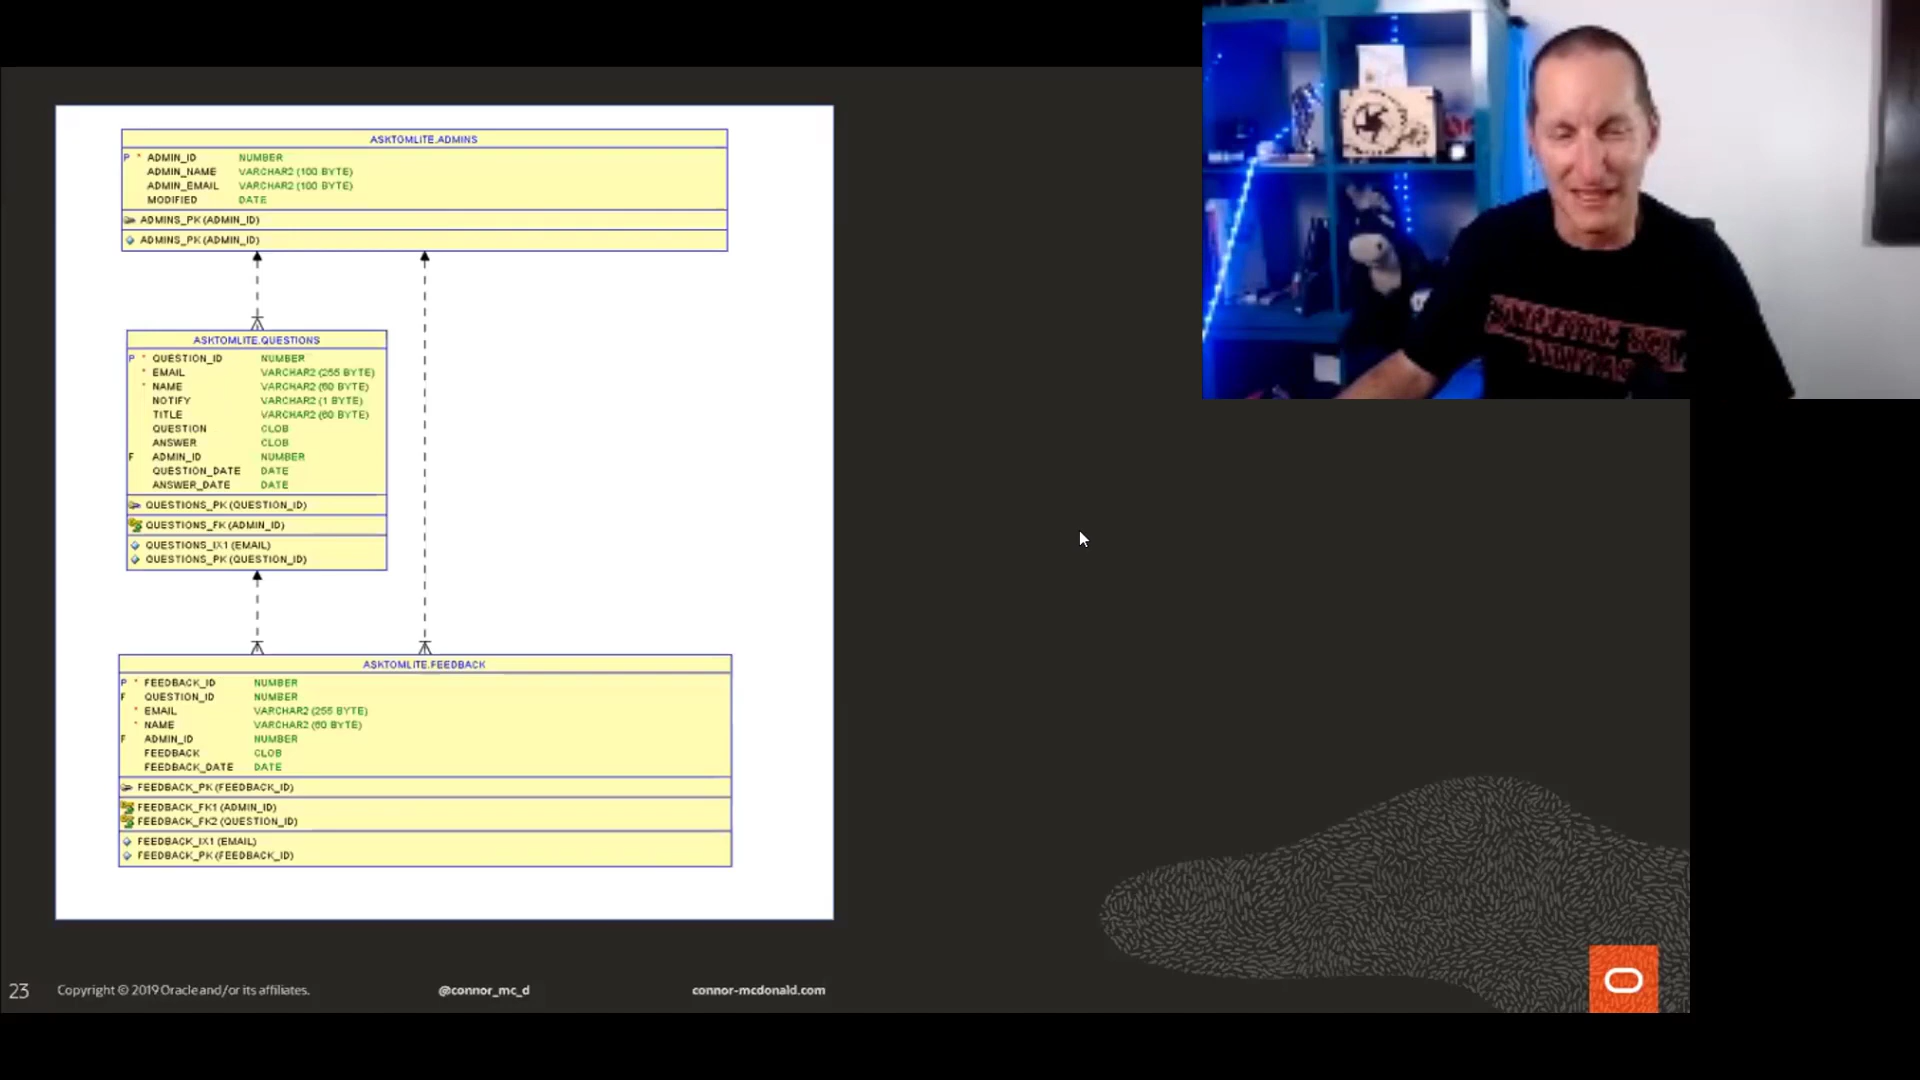 ASKTOMLITE.ADMINS
P * ADMIN_ID NUMBER
ADMIN_NAME VARCHAR2 (100 BYTE)
ADMIN_EMAIL VARCHAR2 (100 BYTE)
MODIFIED DATE
ADMINS_PK (ADMIN_ID)
ADMINS_PK (ADMIN_ID)
ASKTOMLITE.QUESTIONS
P * QUESTION_ID NUMBER
* EMAIL VARCHAR2 (255 BYTE)
* NAME VARCHAR2 (60 BYTE)
NOTIFY VARCHAR2 (1 BYTE)
TITLE VARCHAR2 (60 BYTE)
QUESTION CLOB
ANSWER CLOB
F ADMIN_ID NUMBER
QUESTION_DATE DATE
ANSWER_DATE DATE
QUESTIONS_PK (QUESTION_ID)
QUESTIONS_FK (ADMIN_ID)
QUESTIONS_IX1 (EMAIL)
QUESTIONS_PK (QUESTION_ID)
ASKTOMLITE.FEEDBACK
P * FEEDBACK_ID NUMBER
F QUESTION_ID NUMBER
* EMAIL VARCHAR2 (255 BYTE)
* NAME VARCHAR2 (60 BYTE)
F ADMIN_ID NUMBER
FEEDBACK CLOB
FEEDBACK_DATE DATE
FEEDBACK_PK (FEEDBACK_ID)
FEEDBACK_FK1 (ADMIN_ID)
FEEDBACK_FK2 (QUESTION_ID)
FEEDBACK_IX1 (EMAIL)
FEEDBACK_PK (FEEDBACK_ID)
23 Copyright © 2019 Oracle and/or its affiliates. @connor_mc_d connor-mcdonald.com